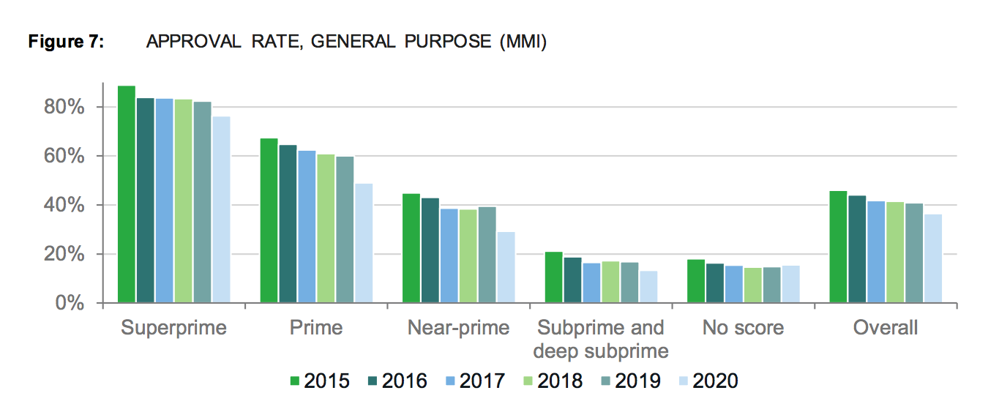 Figure 7: APPROVAL RATE, GENERAL PURPOSE (MMI)
80%
60%
40%
20%
0%
Superprime Prime Near-prime Subprime and deep subprime No score Overall
2015 2016 2017 2018 2019 2020